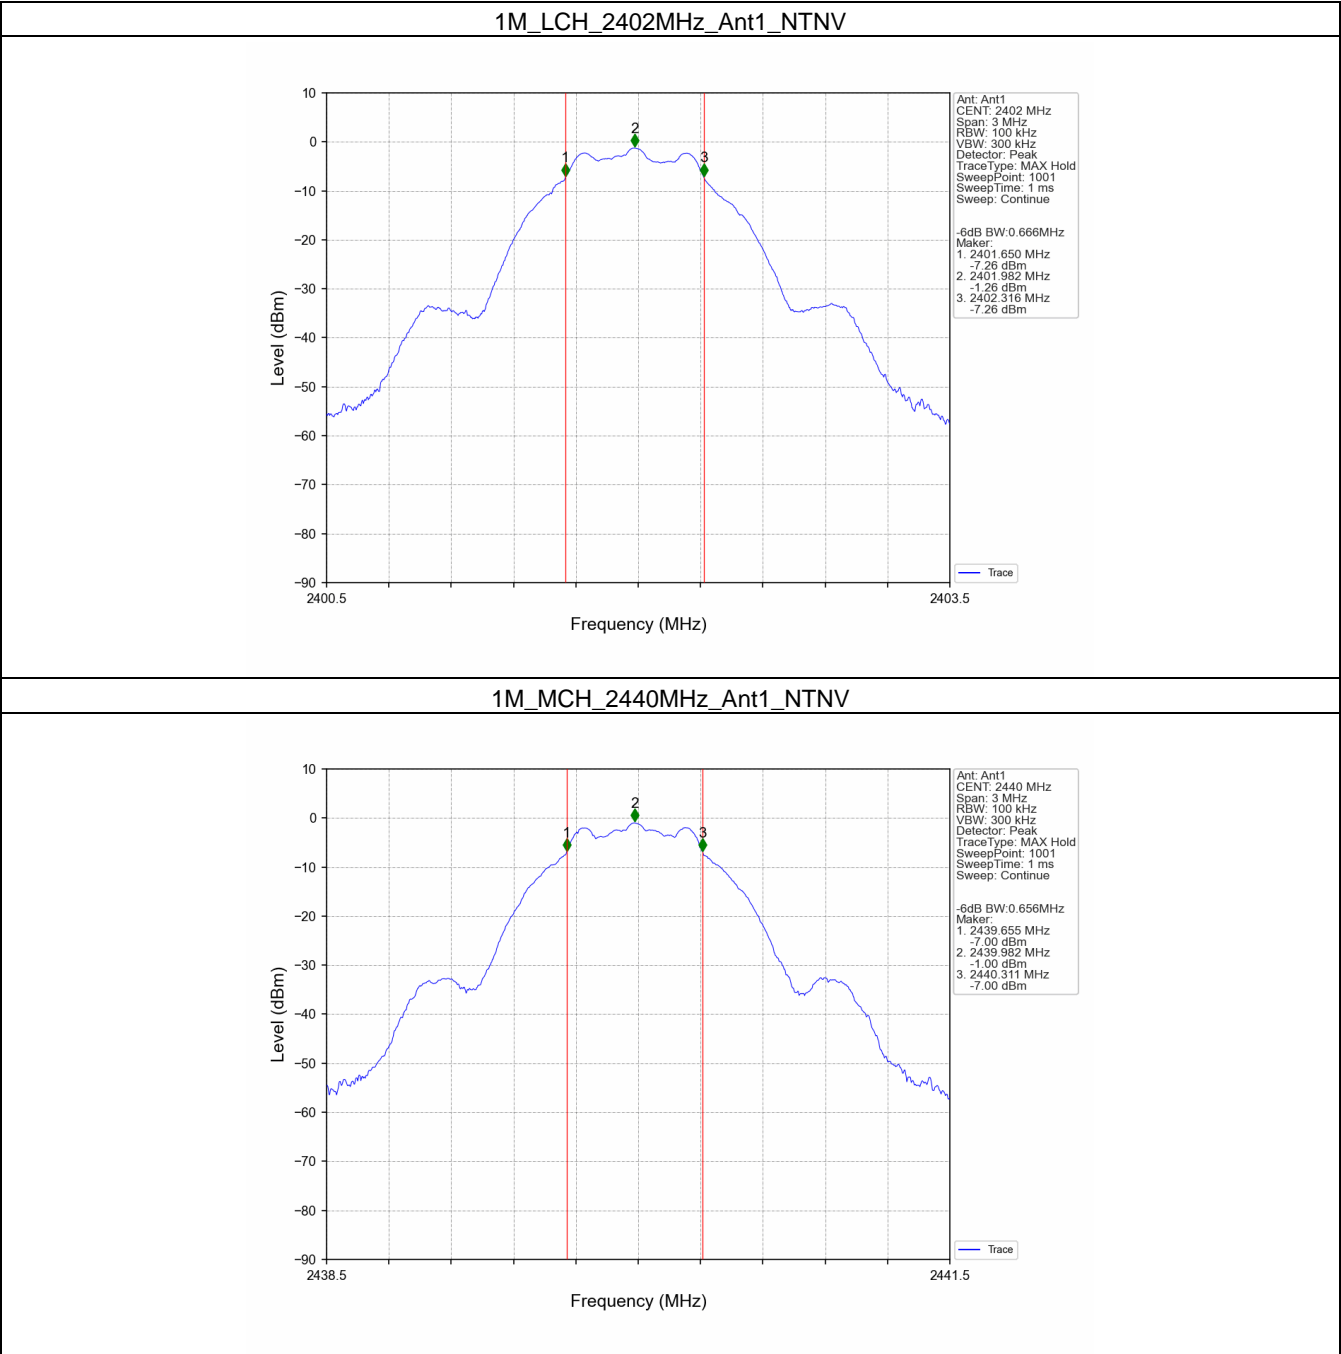 1M_LCH_2402MHz_Ant1_NTNV
10
0
−10
−20
−30
−40
−50
−60
−70
−80
−90
Level (dBm)
1
2
3
2400.5
2403.5
Frequency (MHz)
Ant: Ant1
CENT: 2402 MHz
Span: 3 MHz
RBW: 100 kHz
VBW: 300 kHz
Detector: Peak
TraceType: MAX Hold
SweepPoint: 1001
SweepTime: 1 ms
Sweep: Continue
-6dB BW:0.666MHz
Maker:
1. 2401.650 MHz
-7.26 dBm
2. 2401.982 MHz
-1.26 dBm
3. 2402.316 MHz
-7.26 dBm
Trace
1M_MCH_2440MHz_Ant1_NTNV
10
0
−10
−20
−30
−40
−50
−60
−70
−80
−90
Level (dBm)
1
2
3
2438.5
2441.5
Frequency (MHz)
Ant: Ant1
CENT: 2440 MHz
Span: 3 MHz
RBW: 100 kHz
VBW: 300 kHz
Detector: Peak
TraceType: MAX Hold
SweepPoint: 1001
SweepTime: 1 ms
Sweep: Continue
-6dB BW:0.656MHz
Maker:
1. 2439.655 MHz
-7.00 dBm
2. 2439.982 MHz
-1.00 dBm
3. 2440.311 MHz
-7.00 dBm
Trace